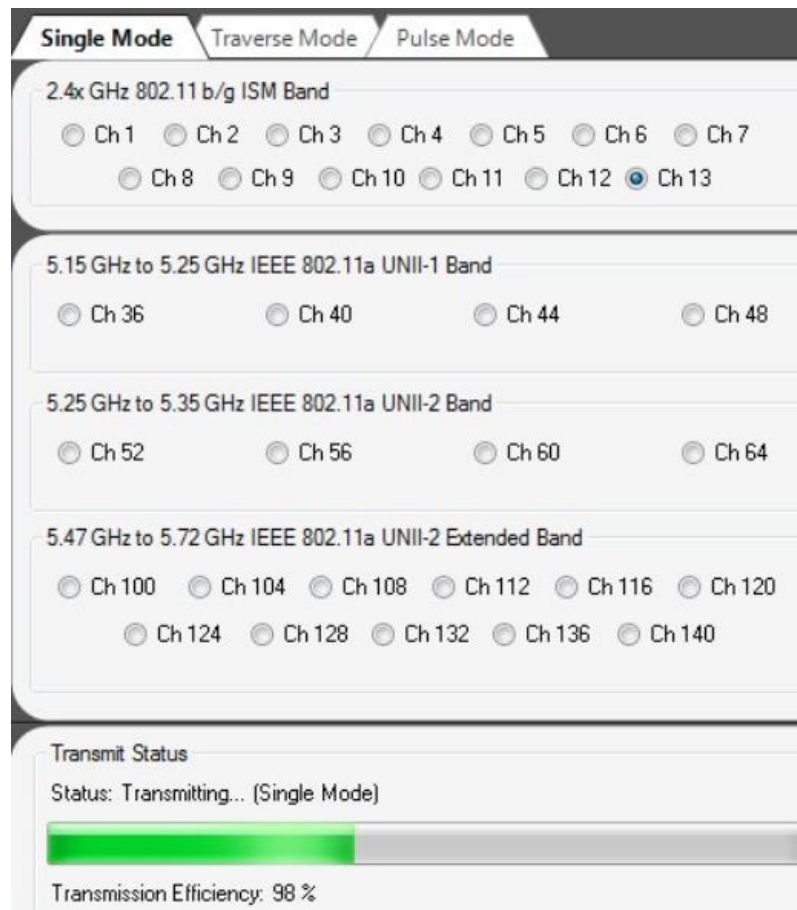 Single Mode Traverse Mode Pulse Mode
2.4x GHz 802.11 b/g ISM Band
Ch 1 Ch 2 Ch 3 Ch 4 Ch 5 Ch 6 Ch 7
Ch 8 Ch 9 Ch 10 Ch 11 Ch 12 Ch 13
5.15 GHz to 5.25 GHz IEEE 802.11a UNII-1 Band
Ch 36 Ch 40 Ch 44 Ch 48
5.25 GHz to 5.35 GHz IEEE 802.11a UNII-2 Band
Ch 52 Ch 56 Ch 60 Ch 64
5.47 GHz to 5.72 GHz IEEE 802.11a UNII-2 Extended Band
Ch 100 Ch 104 Ch 108 Ch 112 Ch 116 Ch 120
Ch 124 Ch 128 Ch 132 Ch 136 Ch 140
Transmit Status
Status: Transmitting... (Single Mode)
Transmission Efficiency: 98 %